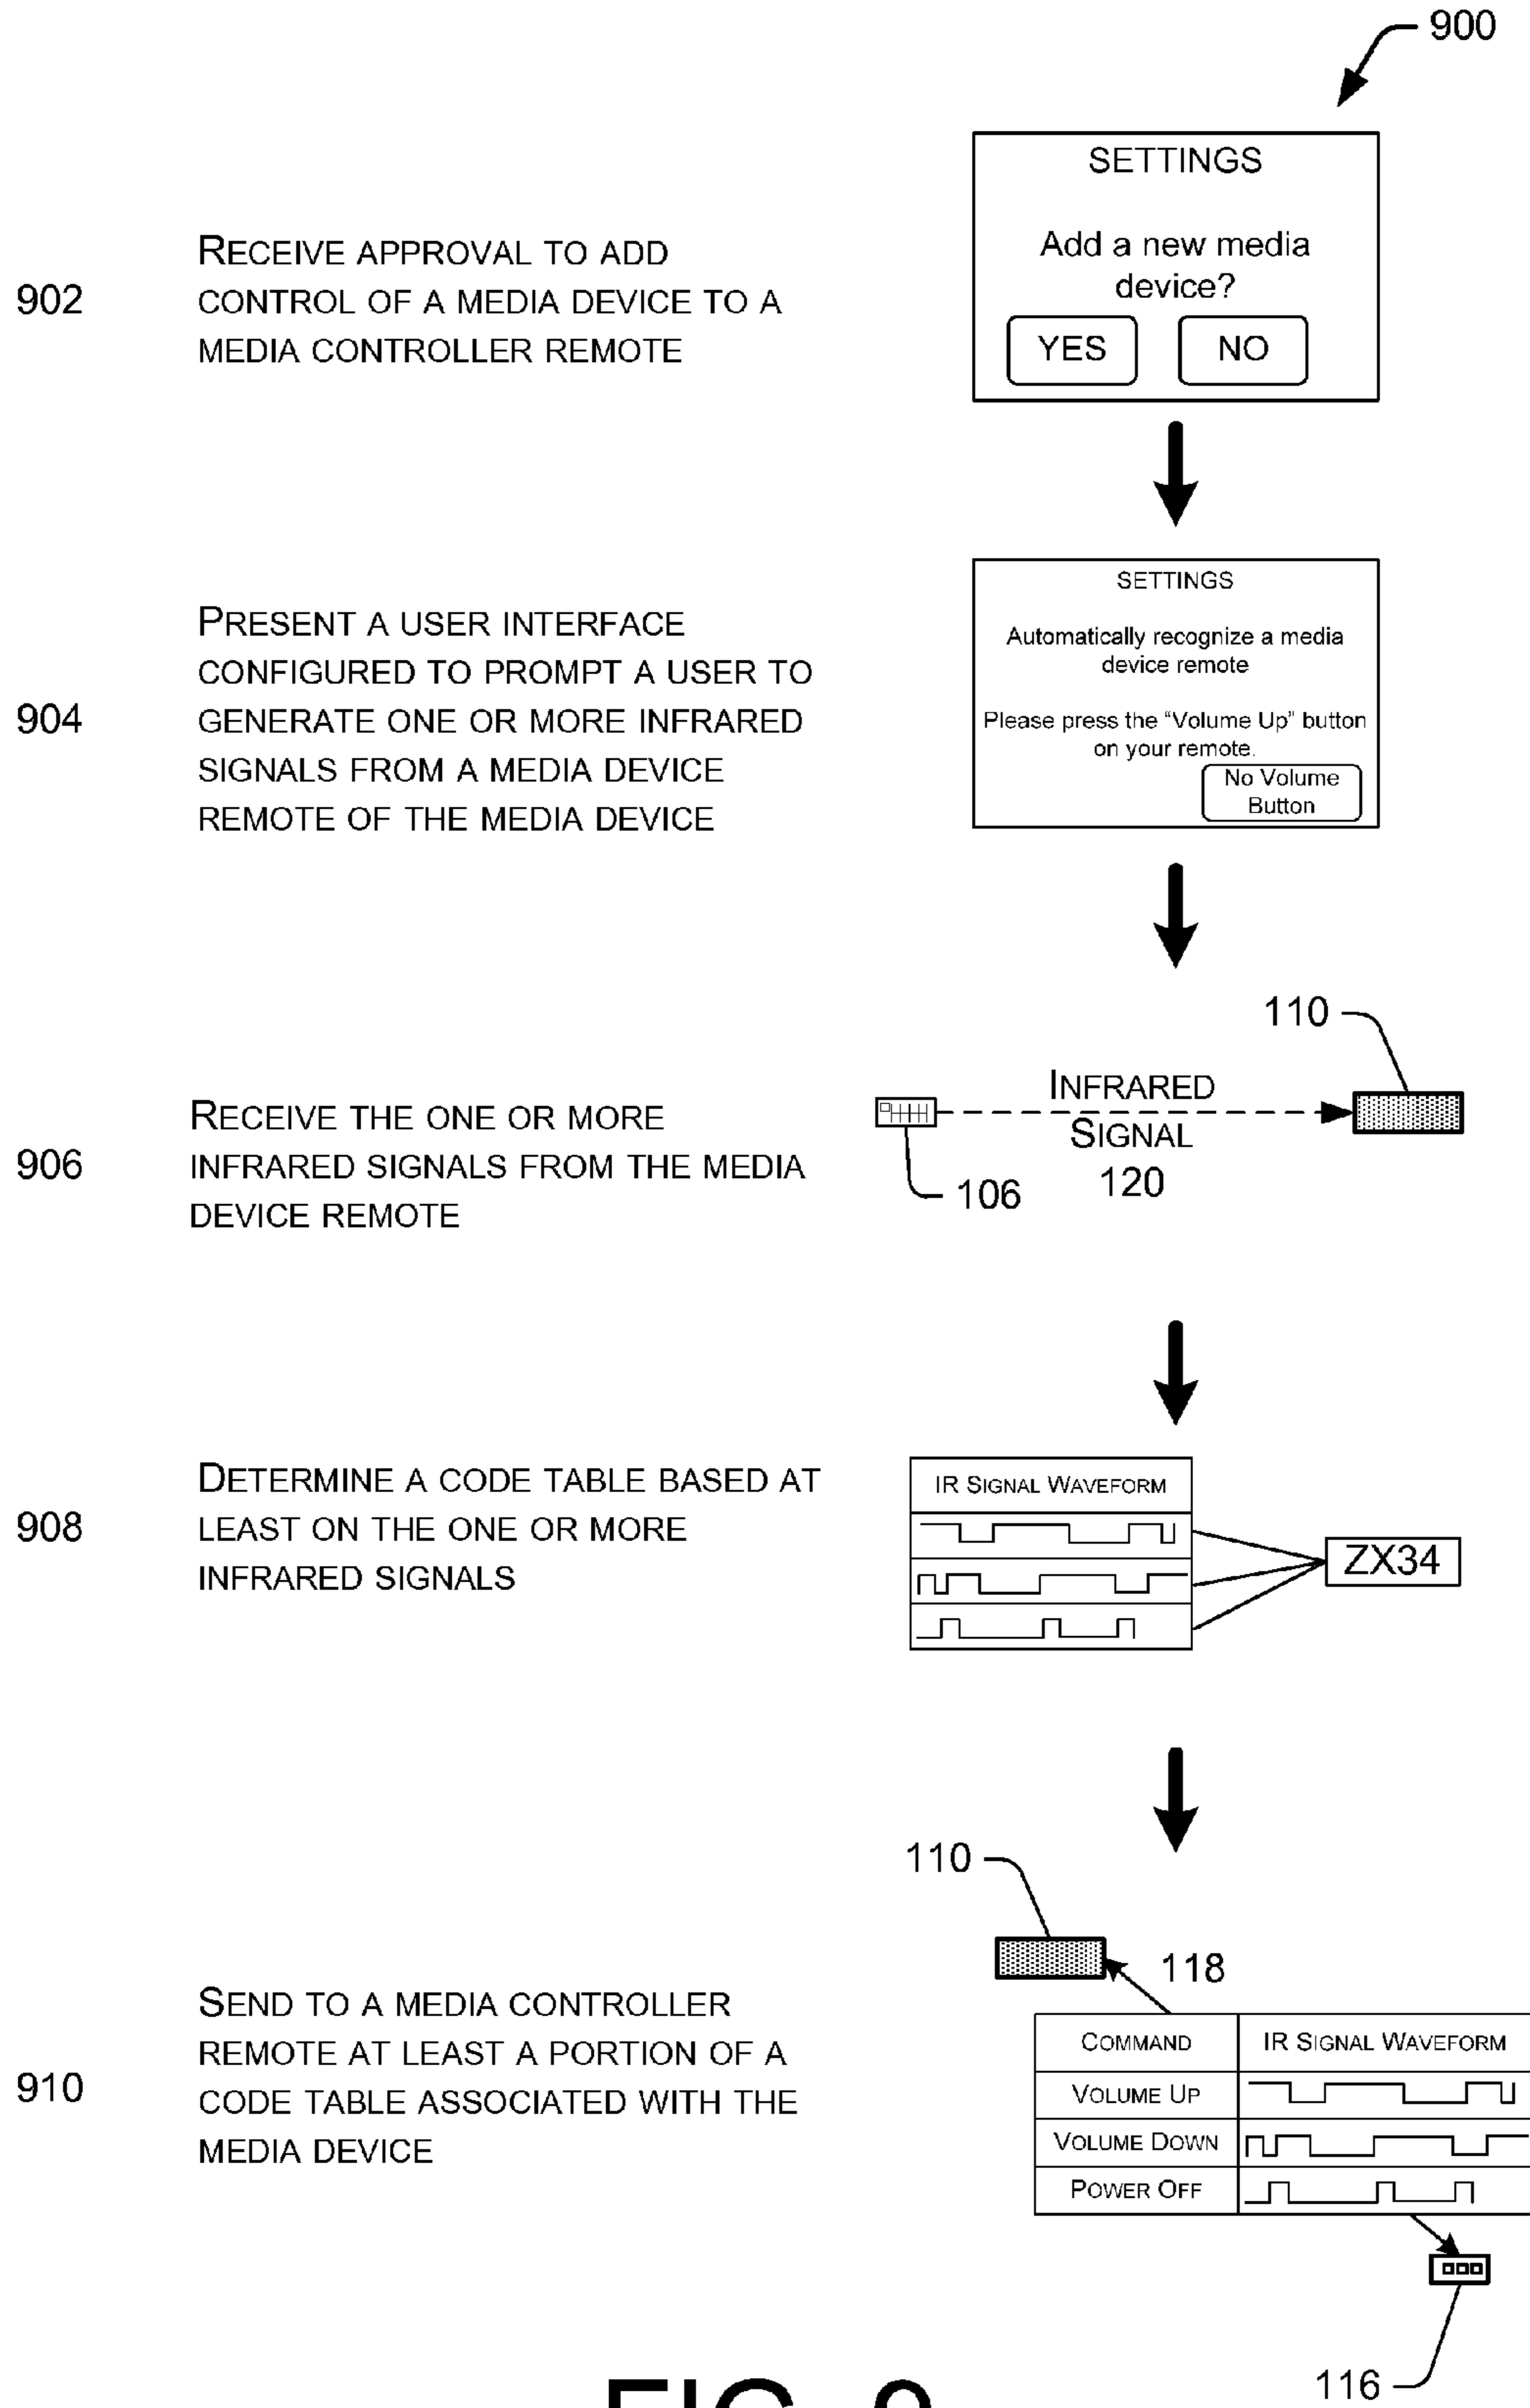 900
902
RECEIVE APPROVAL TO ADD
CONTROL OF A MEDIA DEVICE TO A
MEDIA CONTROLLER REMOTE
SETTINGS
Add a new media
device?
YES
NO
904
PRESENT A USER INTERFACE
CONFIGURED TO PROMPT A USER TO
GENERATE ONE OR MORE INFRARED
SIGNALS FROM A MEDIA DEVICE
REMOTE OF THE MEDIA DEVICE
SETTINGS
Automatically recognize a media
device remote
Please press the “Volume Up” button
on your remote.
No Volume
Button
906
RECEIVE THE ONE OR MORE
INFRARED SIGNALS FROM THE MEDIA
DEVICE REMOTE
110
INFRARED
SIGNAL
120
106
908
DETERMINE A CODE TABLE BASED AT
LEAST ON THE ONE OR MORE
INFRARED SIGNALS
IR SIGNAL WAVEFORM
ZX34
910
SEND TO A MEDIA CONTROLLER
REMOTE AT LEAST A PORTION OF A
CODE TABLE ASSOCIATED WITH THE
MEDIA DEVICE
110
118
COMMAND IR SIGNAL WAVEFORM
VOLUME UP
VOLUME DOWN
POWER OFF
116